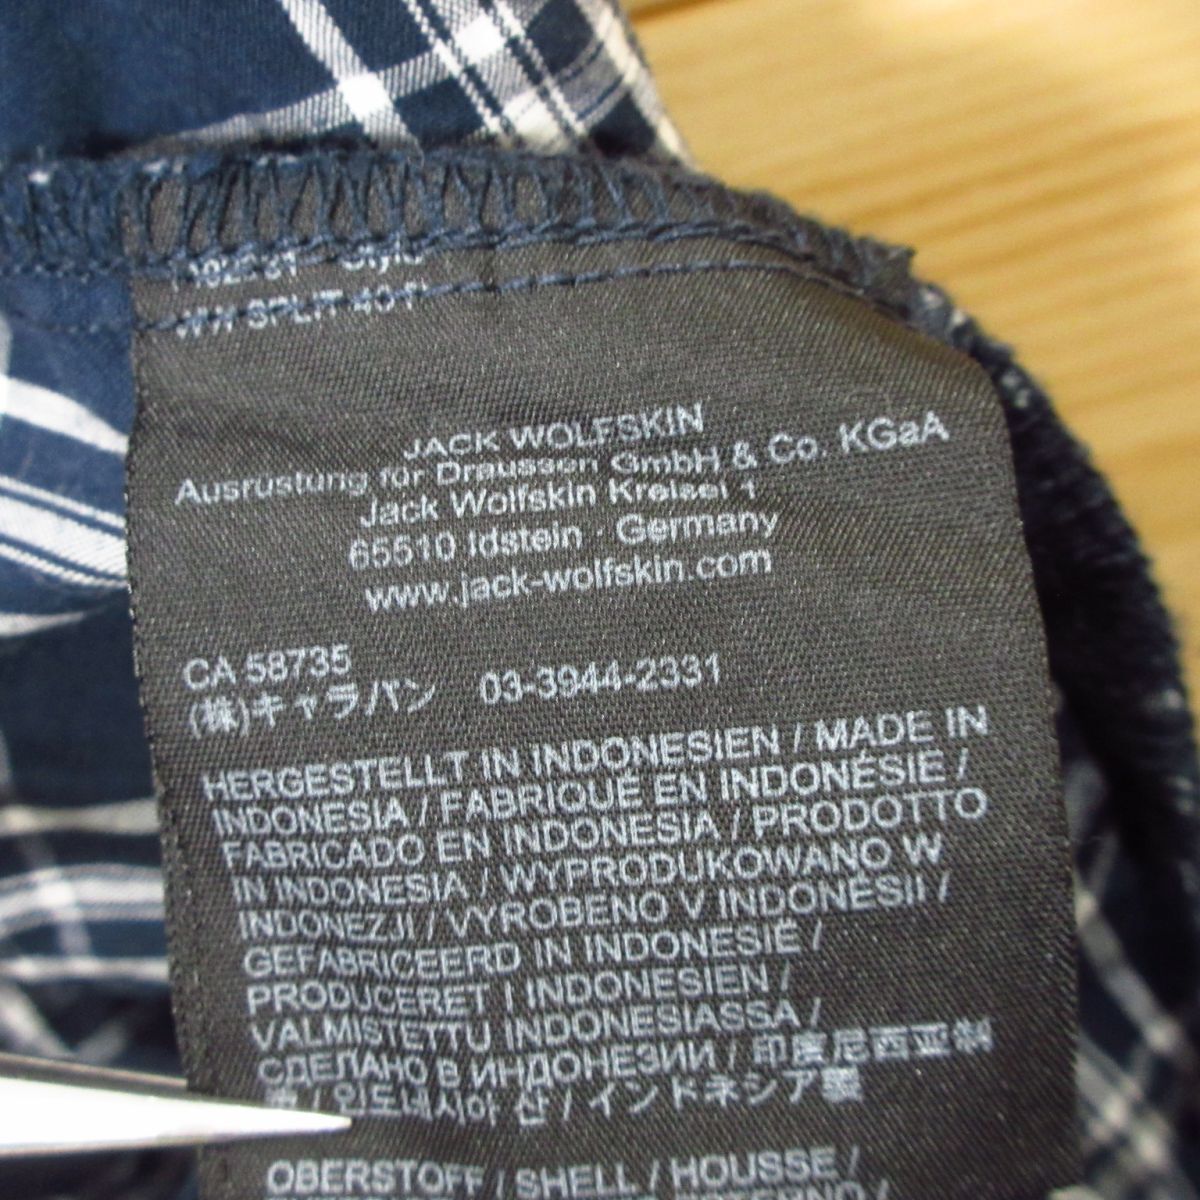 WW SPLIT
JACK WOLFSKIN
Ausrüstung für Draussen GmbH & Co. KGaA
Jack Wolfskin Kreisel 1
65510 Idstein · Germany
www.jack-wolfskin.com
CA 58735
(株)キャラバン 03-3944-2331
HERGESTELLT IN INDONESIEN / MADE IN
INDONESIA / FABRIQUÉ EN INDONÉSIE /
FABRICADO EN INDONESIA / PRODOTTO
IN INDONESIA / WYPRODUKOWANO W
INDONEZJI / VYROBENO V INDONÉSII /
GEFABRICEERD IN INDONESIË /
PRODUCERET I INDONESIEN /
VALMISTETTU INDONESIASSA /
СДЕЛАНО В ИНДОНЕЗИИ / 印度尼西亚制
/ 인도네시아 산 / インドネシア製
OBERSTOFF / SHELL / HOUSSE /